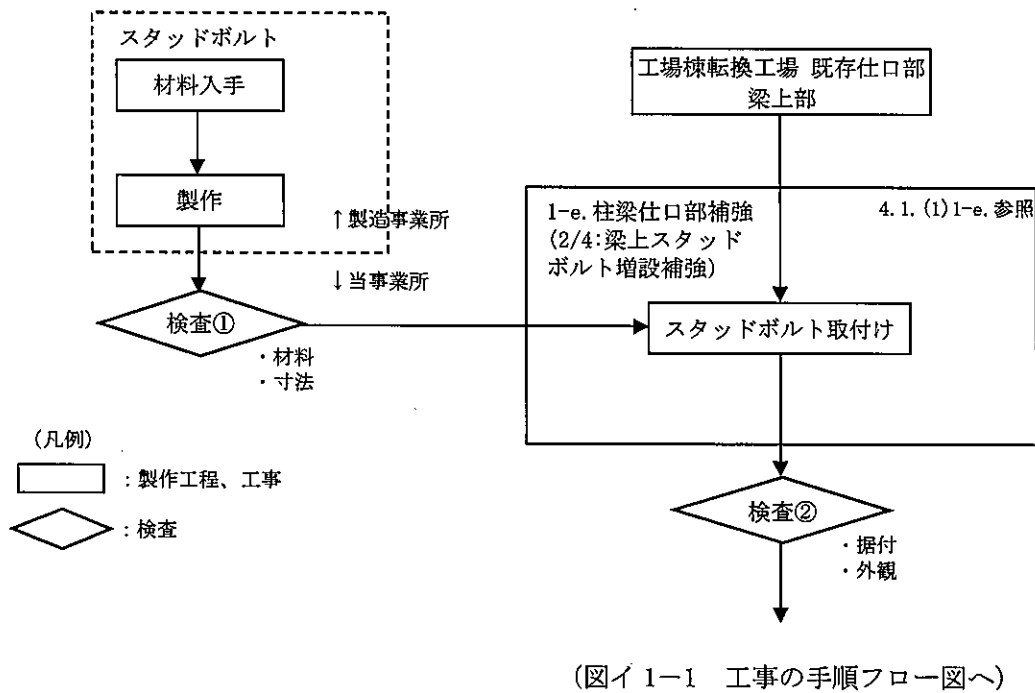 スタッドボルト
材料入手
製作
↑製造事業所
↓当事業所
検査①
・材料
・寸法
工場棟転換工場 既存仕口部
梁上部
1-e.柱梁仕口部補強
(2/4:梁上スタッド
ボルト増設補強)
4.1.(1)1-e.参照
スタッドボルト取付け
検査②
・据付
・外観
(凡例)
：製作工程、工事
：検査
(図イ 1－1 工事の手順フロー図へ)